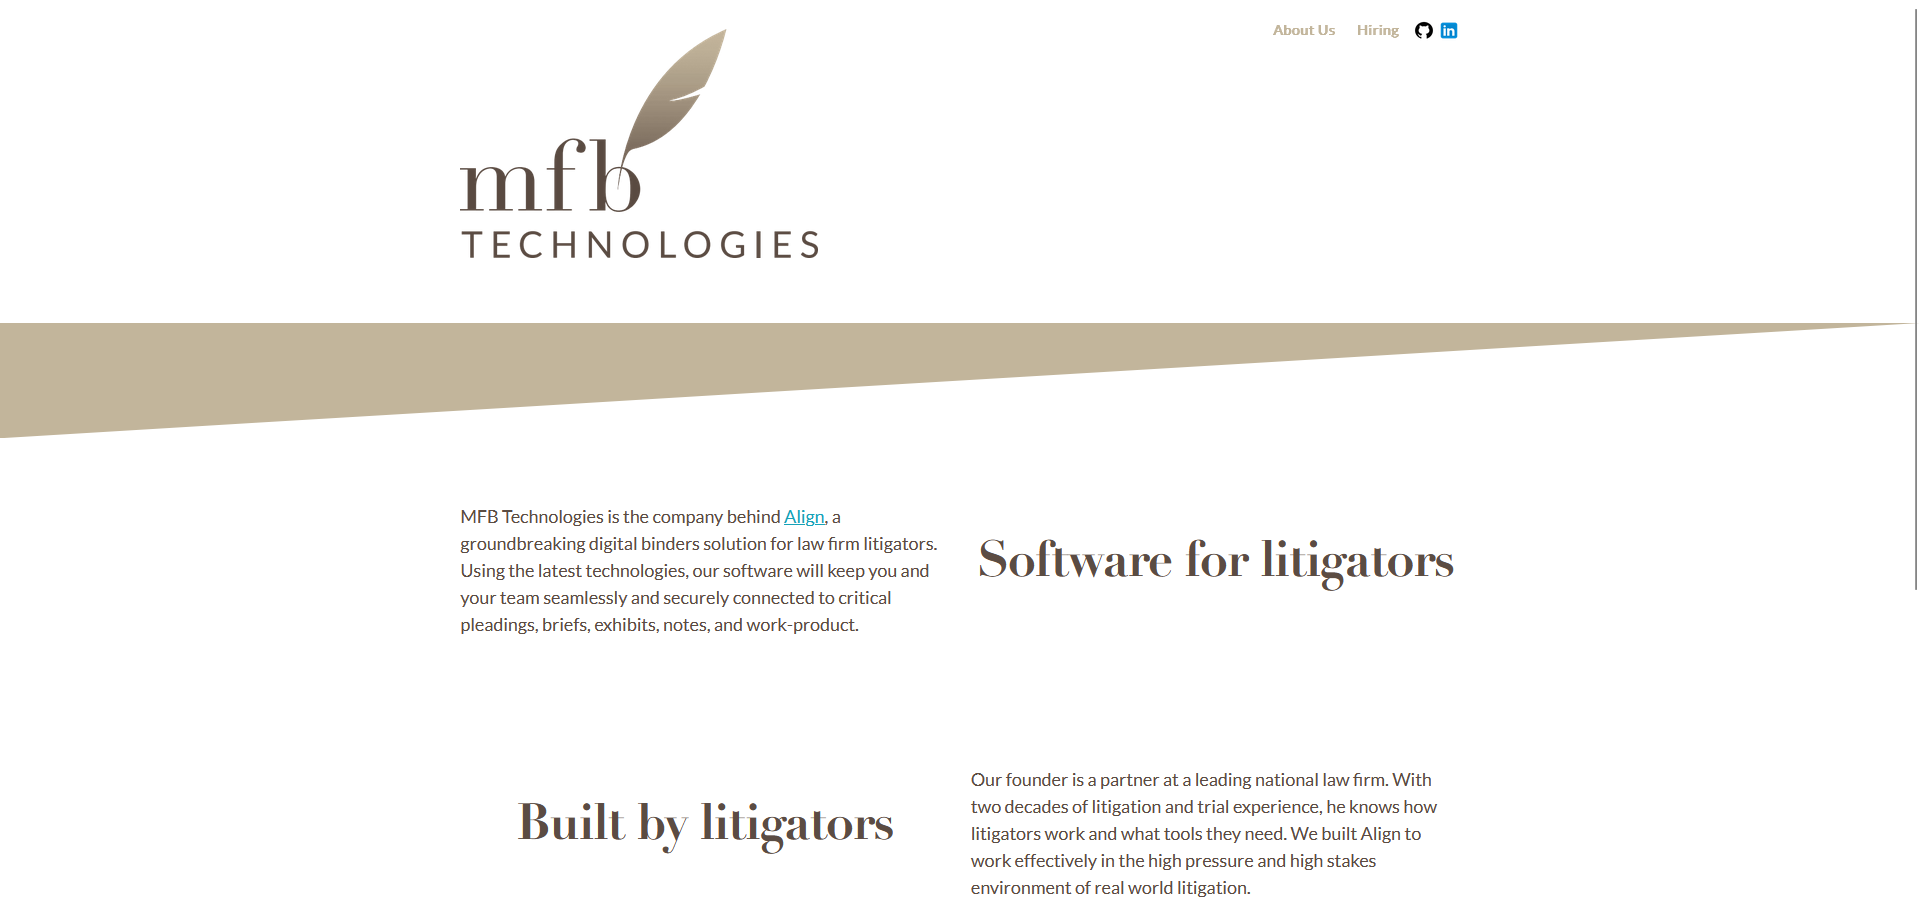 About Us Hiring
mfb
TECHNOLOGIES
MFB Technologies is the company behind Align, a
groundbreaking digital binders solution for law firm litigators.
Using the latest technologies, our software will keep you and
your team seamlessly and securely connected to critical
pleadings, briefs, exhibits, notes, and work-product.
Software for litigators
Built by litigators
Our founder is a partner at a leading national law firm. With
two decades of litigation and trial experience, he knows how
litigators work and what tools they need. We built Align to
work effectively in the high pressure and high stakes
environment of real world litigation.